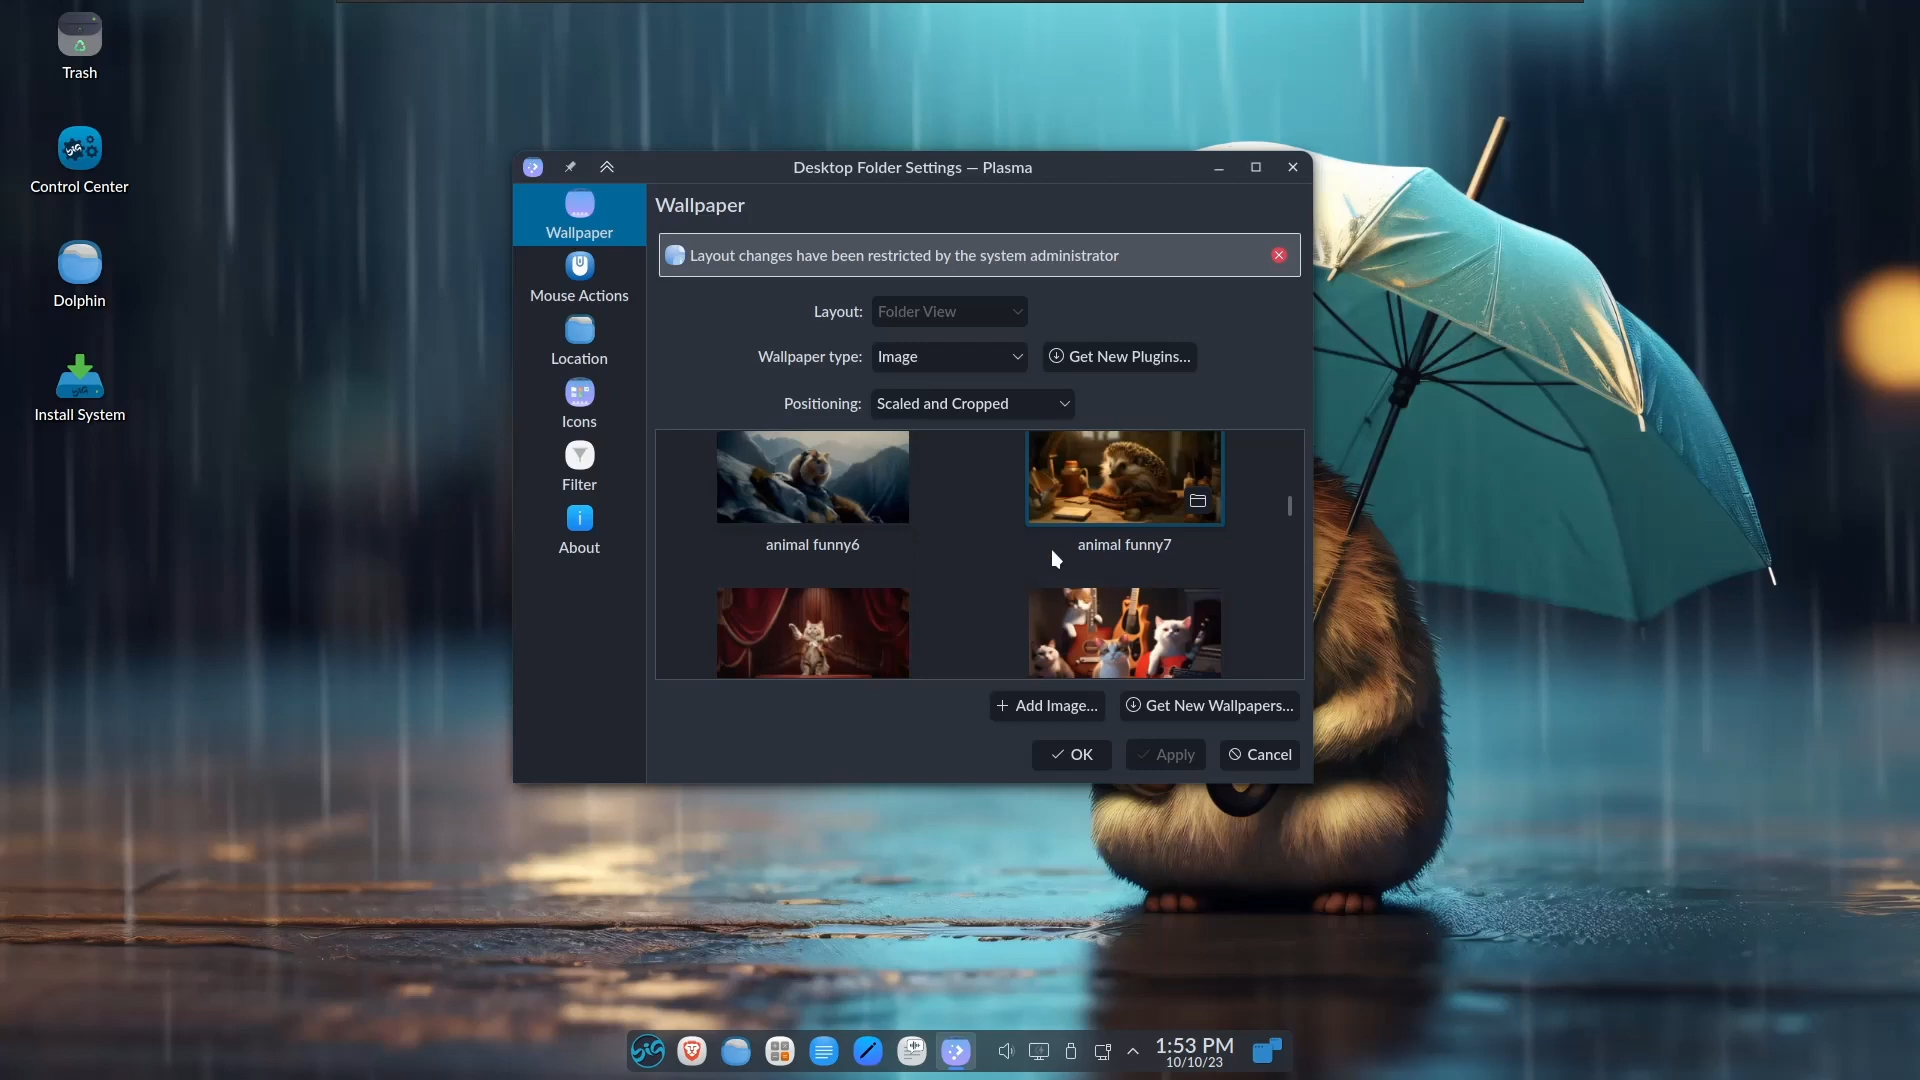 Trash
Control Center
Dolphin
Install System
Desktop Folder Settings — Plasma
Wallpaper
Mouse Actions
Location
Icons
Filter
About
Wallpaper
Layout changes have been restricted by the system administrator
Layout: Folder View
Wallpaper type: Image Get New Plugins...
Positioning: Scaled and Cropped
animal funny6 animal funny7
Add Image... Get New Wallpapers...
OK Apply Cancel
1:53 PM
10/10/23